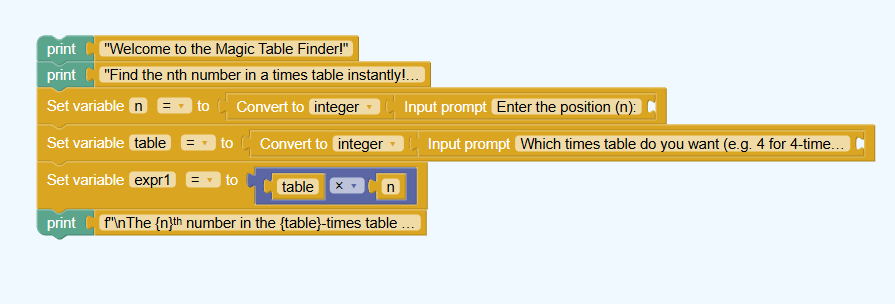 print "Welcome to the Magic Table Finder!"
print "Find the nth number in a times table instantly!...
Set variable n = to Convert to integer Input prompt Enter the position (n):
Set variable table = to Convert to integer Input prompt Which times table do you want (e.g. 4 for 4-time...
Set variable expr1 = to table × n
print f"\nThe {n}ᵗʰ number in the {table}-times table ...